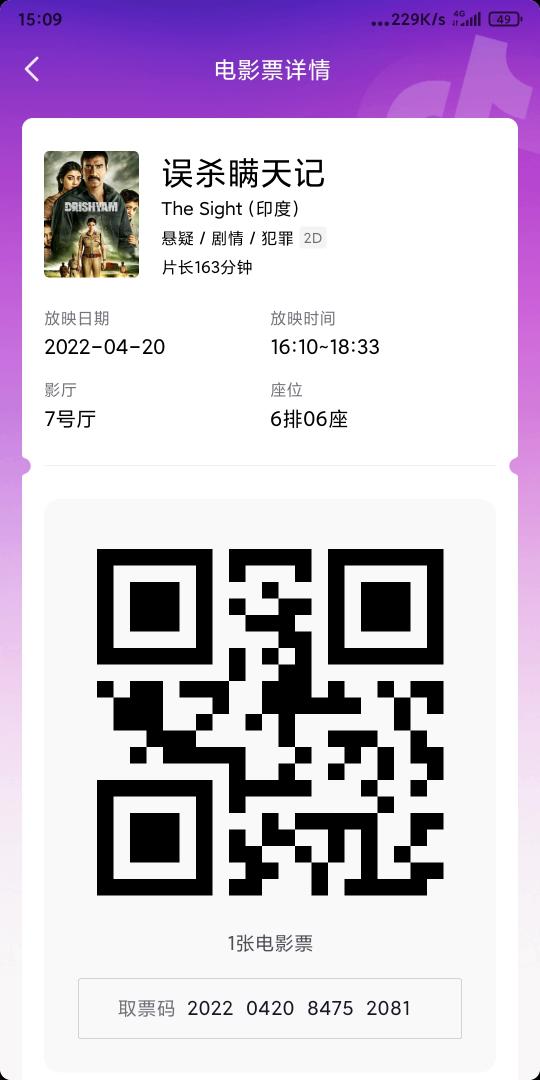 15:09
...229K/s 4G 49
电影票详情
DRISHYAM
误杀瞒天记
The Sight (印度)
悬疑 / 剧情 / 犯罪 2D
片长163分钟
放映日期 放映时间
2022-04-20 16:10~18:33
影厅 座位
7号厅 6排06座
1张电影票
取票码 2022 0420 8475 2081